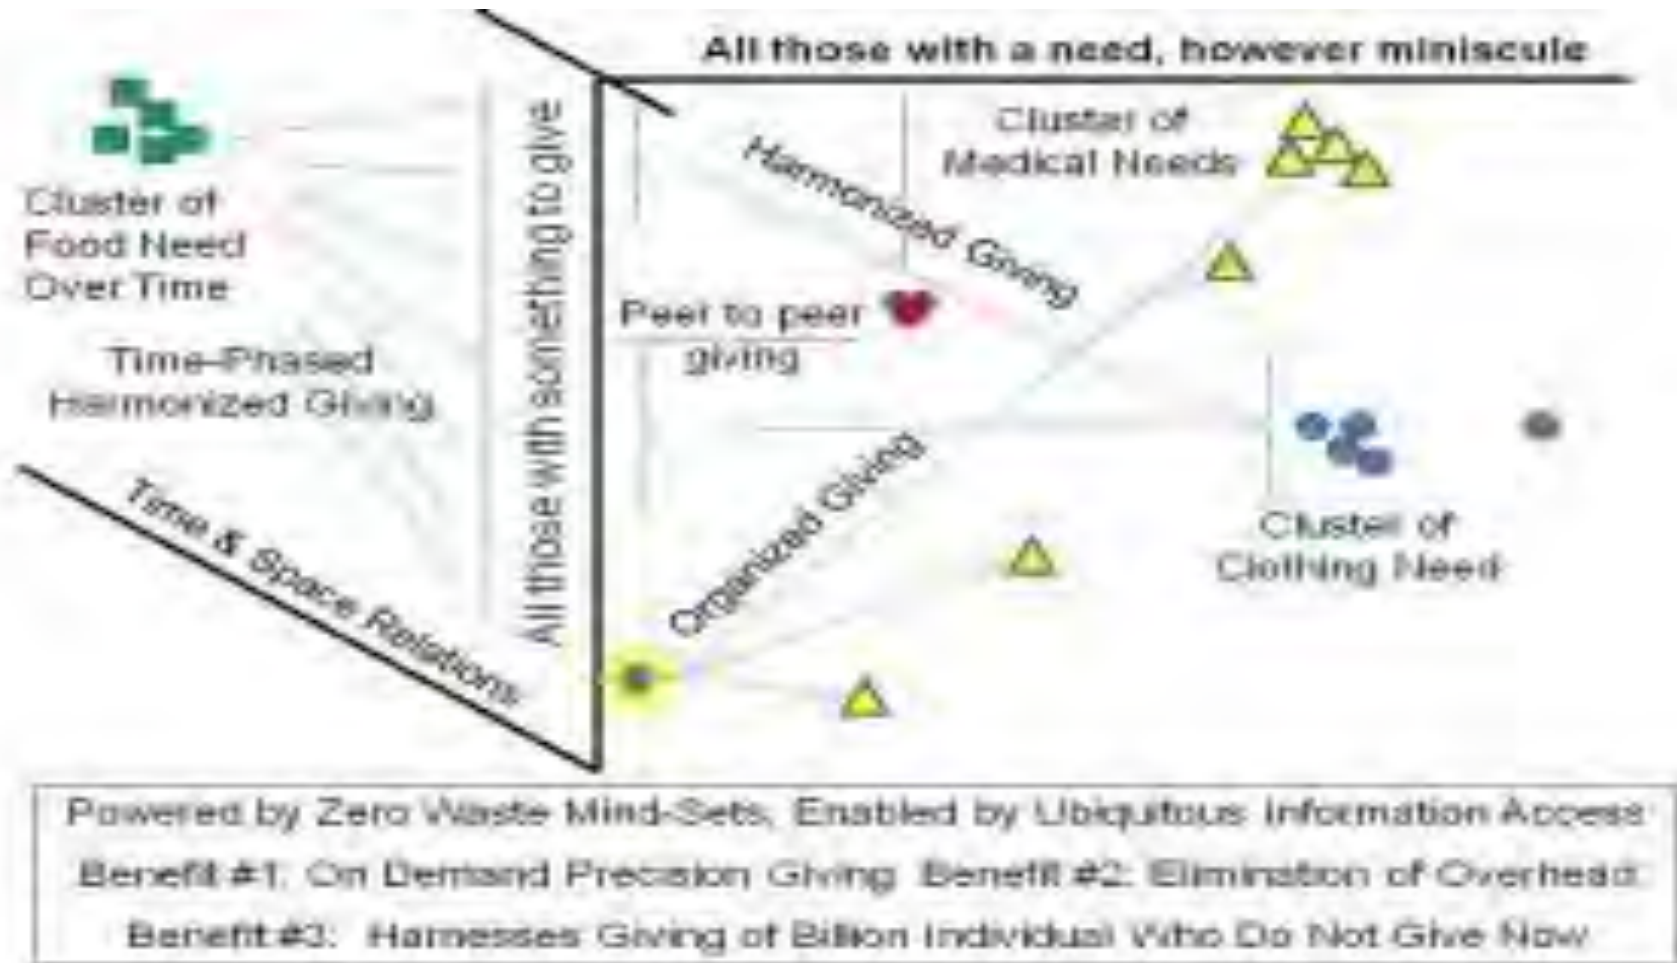 All those with a need, however miniscule
Cluster of
Medical Needs
Harmonized Giving
All those with something to give
Cluster of
Food Need
Over Time
Peer to peer
giving
Time-Phased
Harmonized Giving
Organized Giving
Cluster of
Clothing Need
Time & Space Relations
Powered by Zero Waste Mind-Sets, Enabled by Ubiquitous Information Access
Benefit #1: On Demand Precision Giving Benefit #2: Elimination of Overhead
Benefit #3: Harnesses Giving of Billion Individual Who Do Not Give Now